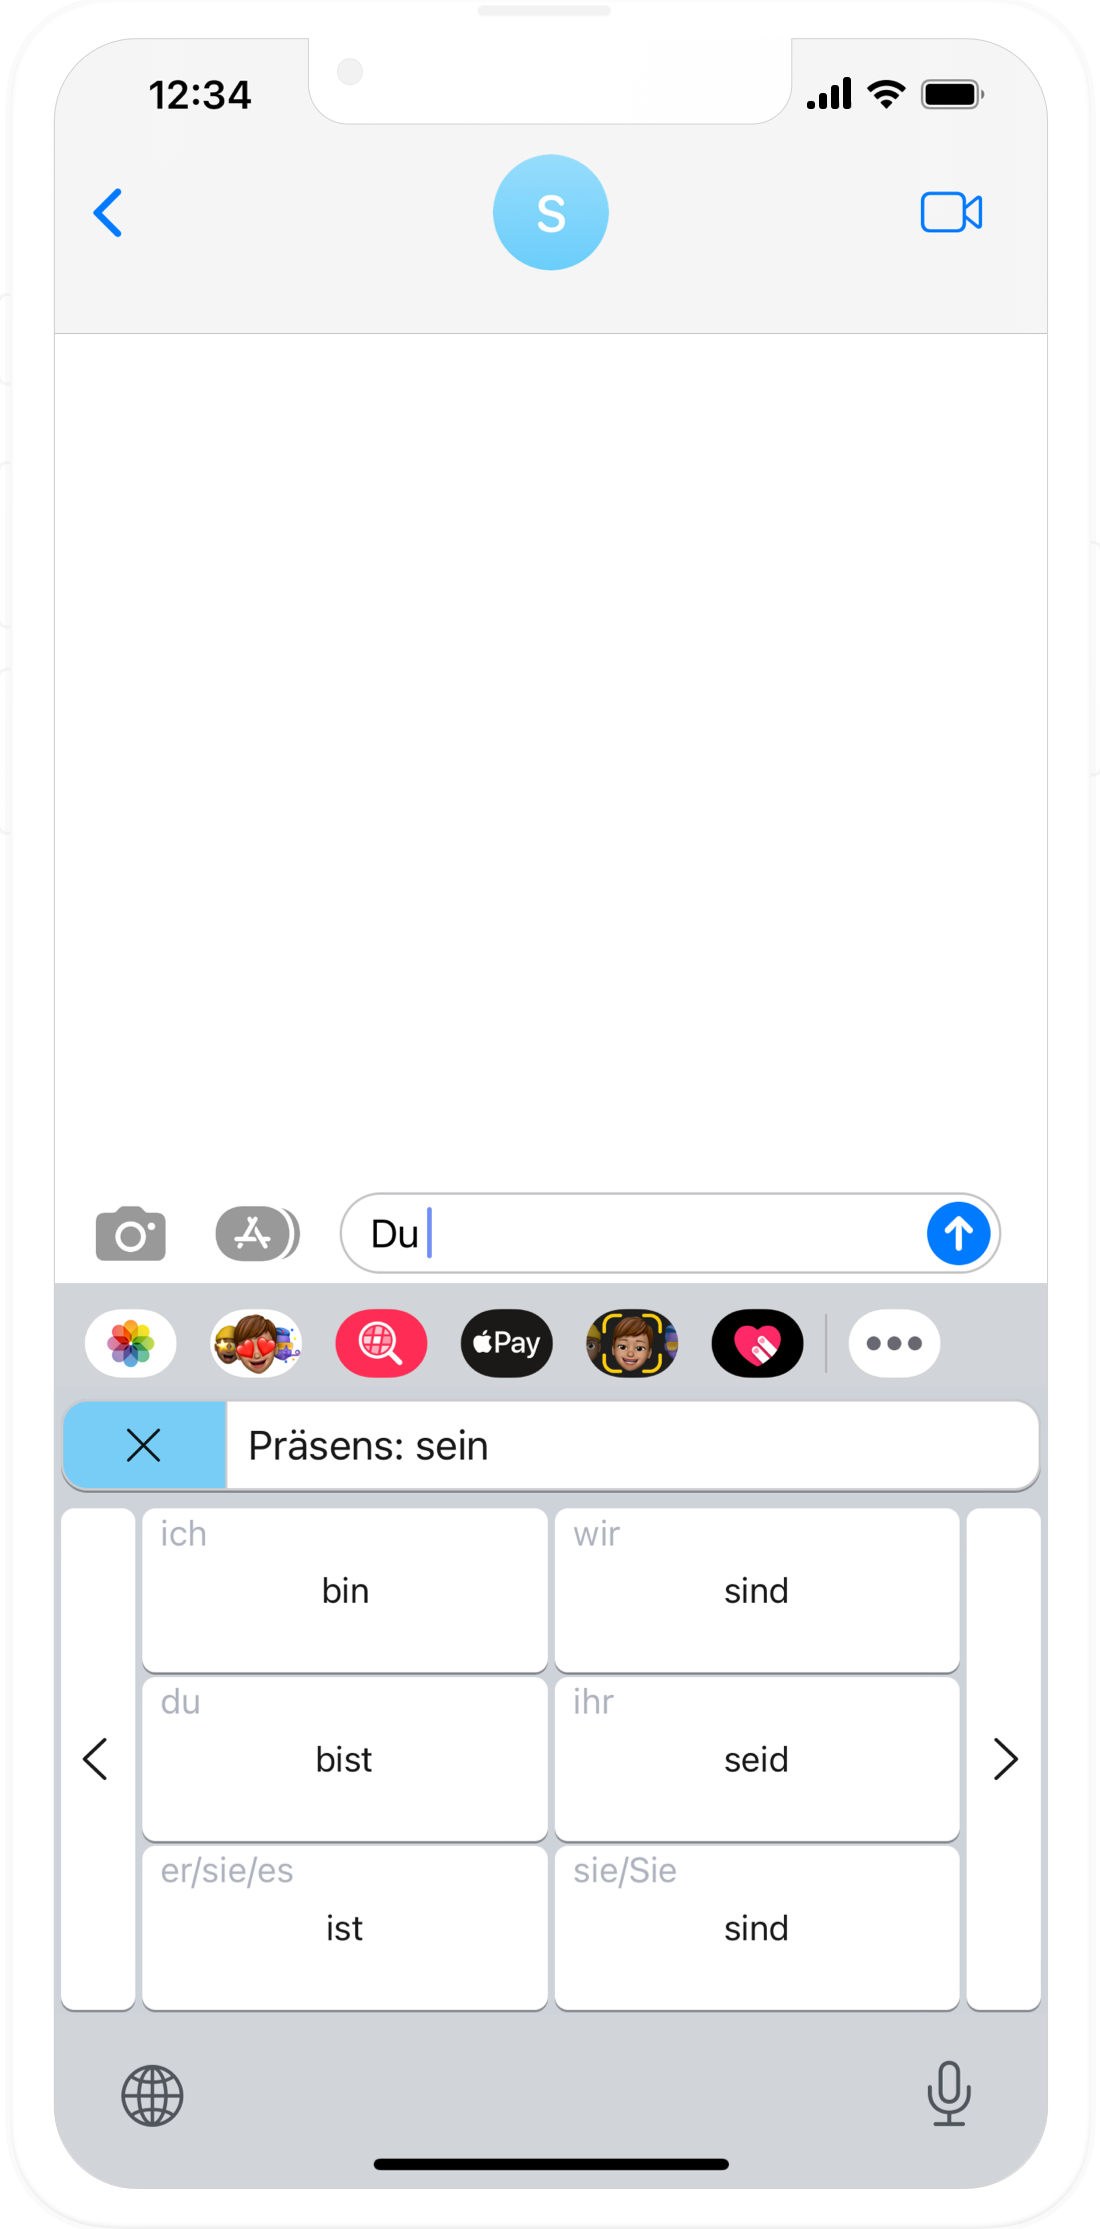 12:34
S
Du
Pay
Präsens: sein
ich
bin
wir
sind
du
bist
ihr
seid
er/sie/es
ist
sie/Sie
sind